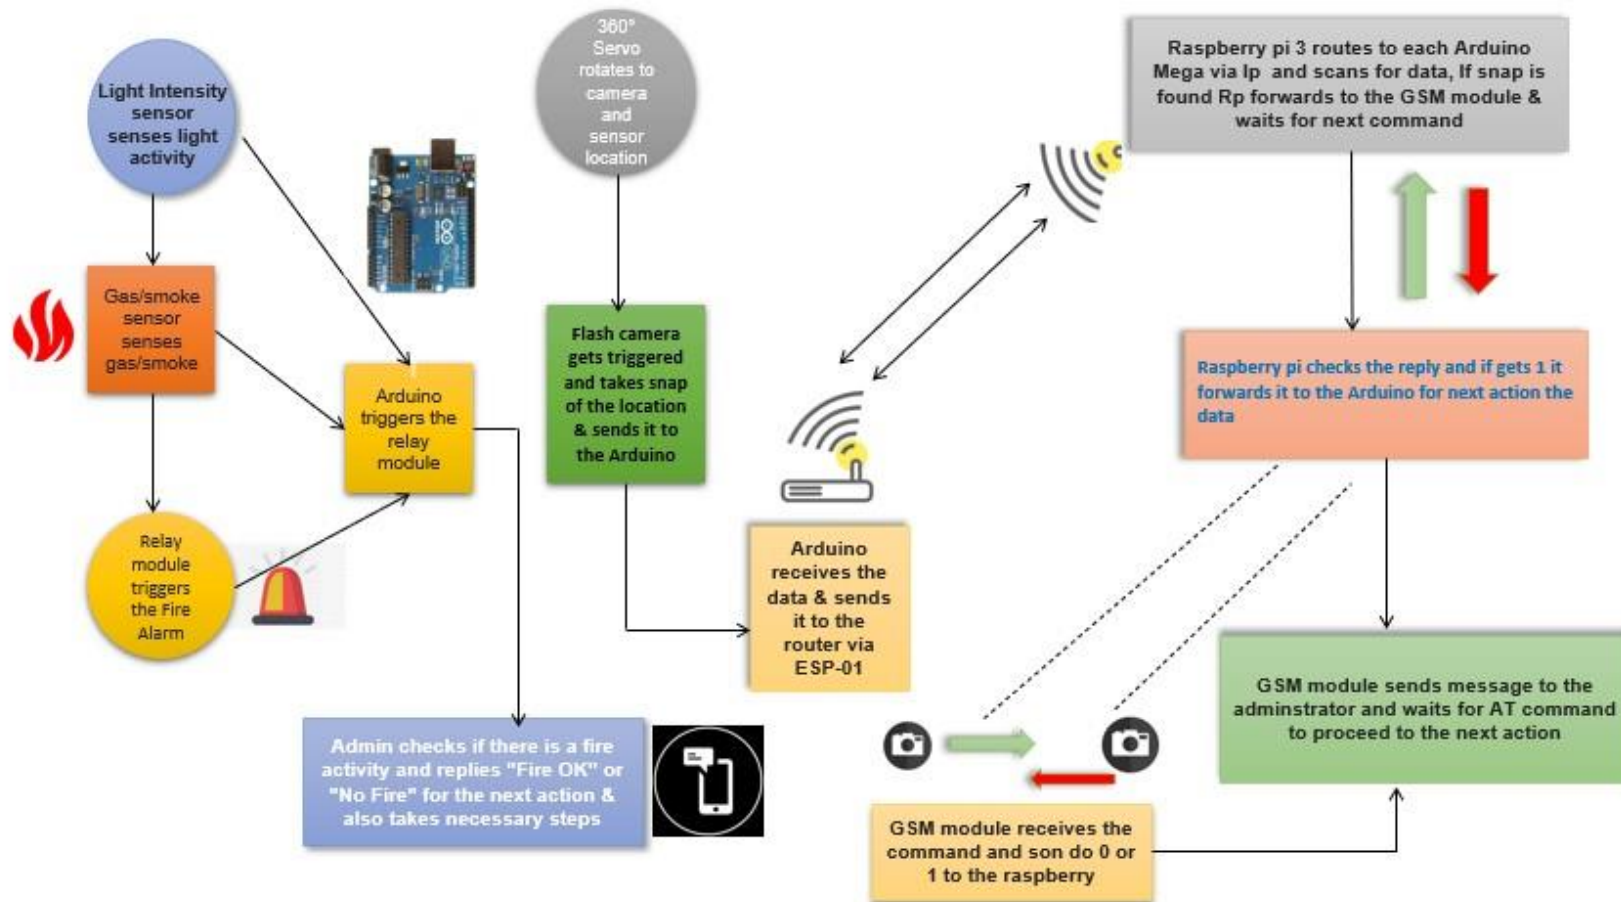 Light Intensity
sensor
senses light
activity
Gas/smoke
sensor
senses
gas/smoke
Relay
module
triggers
the Fire
Alarm
Arduino
triggers the
relay
module
Admin checks if there is a fire
activity and replies "Fire OK" or
"No Fire" for the next action &
also takes necessary steps
360°
Servo
rotates to
camera
and
sensor
location
Flash camera
gets triggered
and takes snap
of the location
& sends it to
the Arduino
Arduino
receives the
data & sends
it to the
router via
ESP-01
Raspberry pi 3 routes to each Arduino
Mega via Ip and scans for data, If snap is
found Rp forwards to the GSM module &
waits for next command
Raspberry pi checks the reply and if gets 1 it
forwards it to the Arduino for next action the
data
GSM module sends message to the
adminstrator and waits for AT command
to proceed to the next action
GSM module receives the
command and son do 0 or
1 to the raspberry